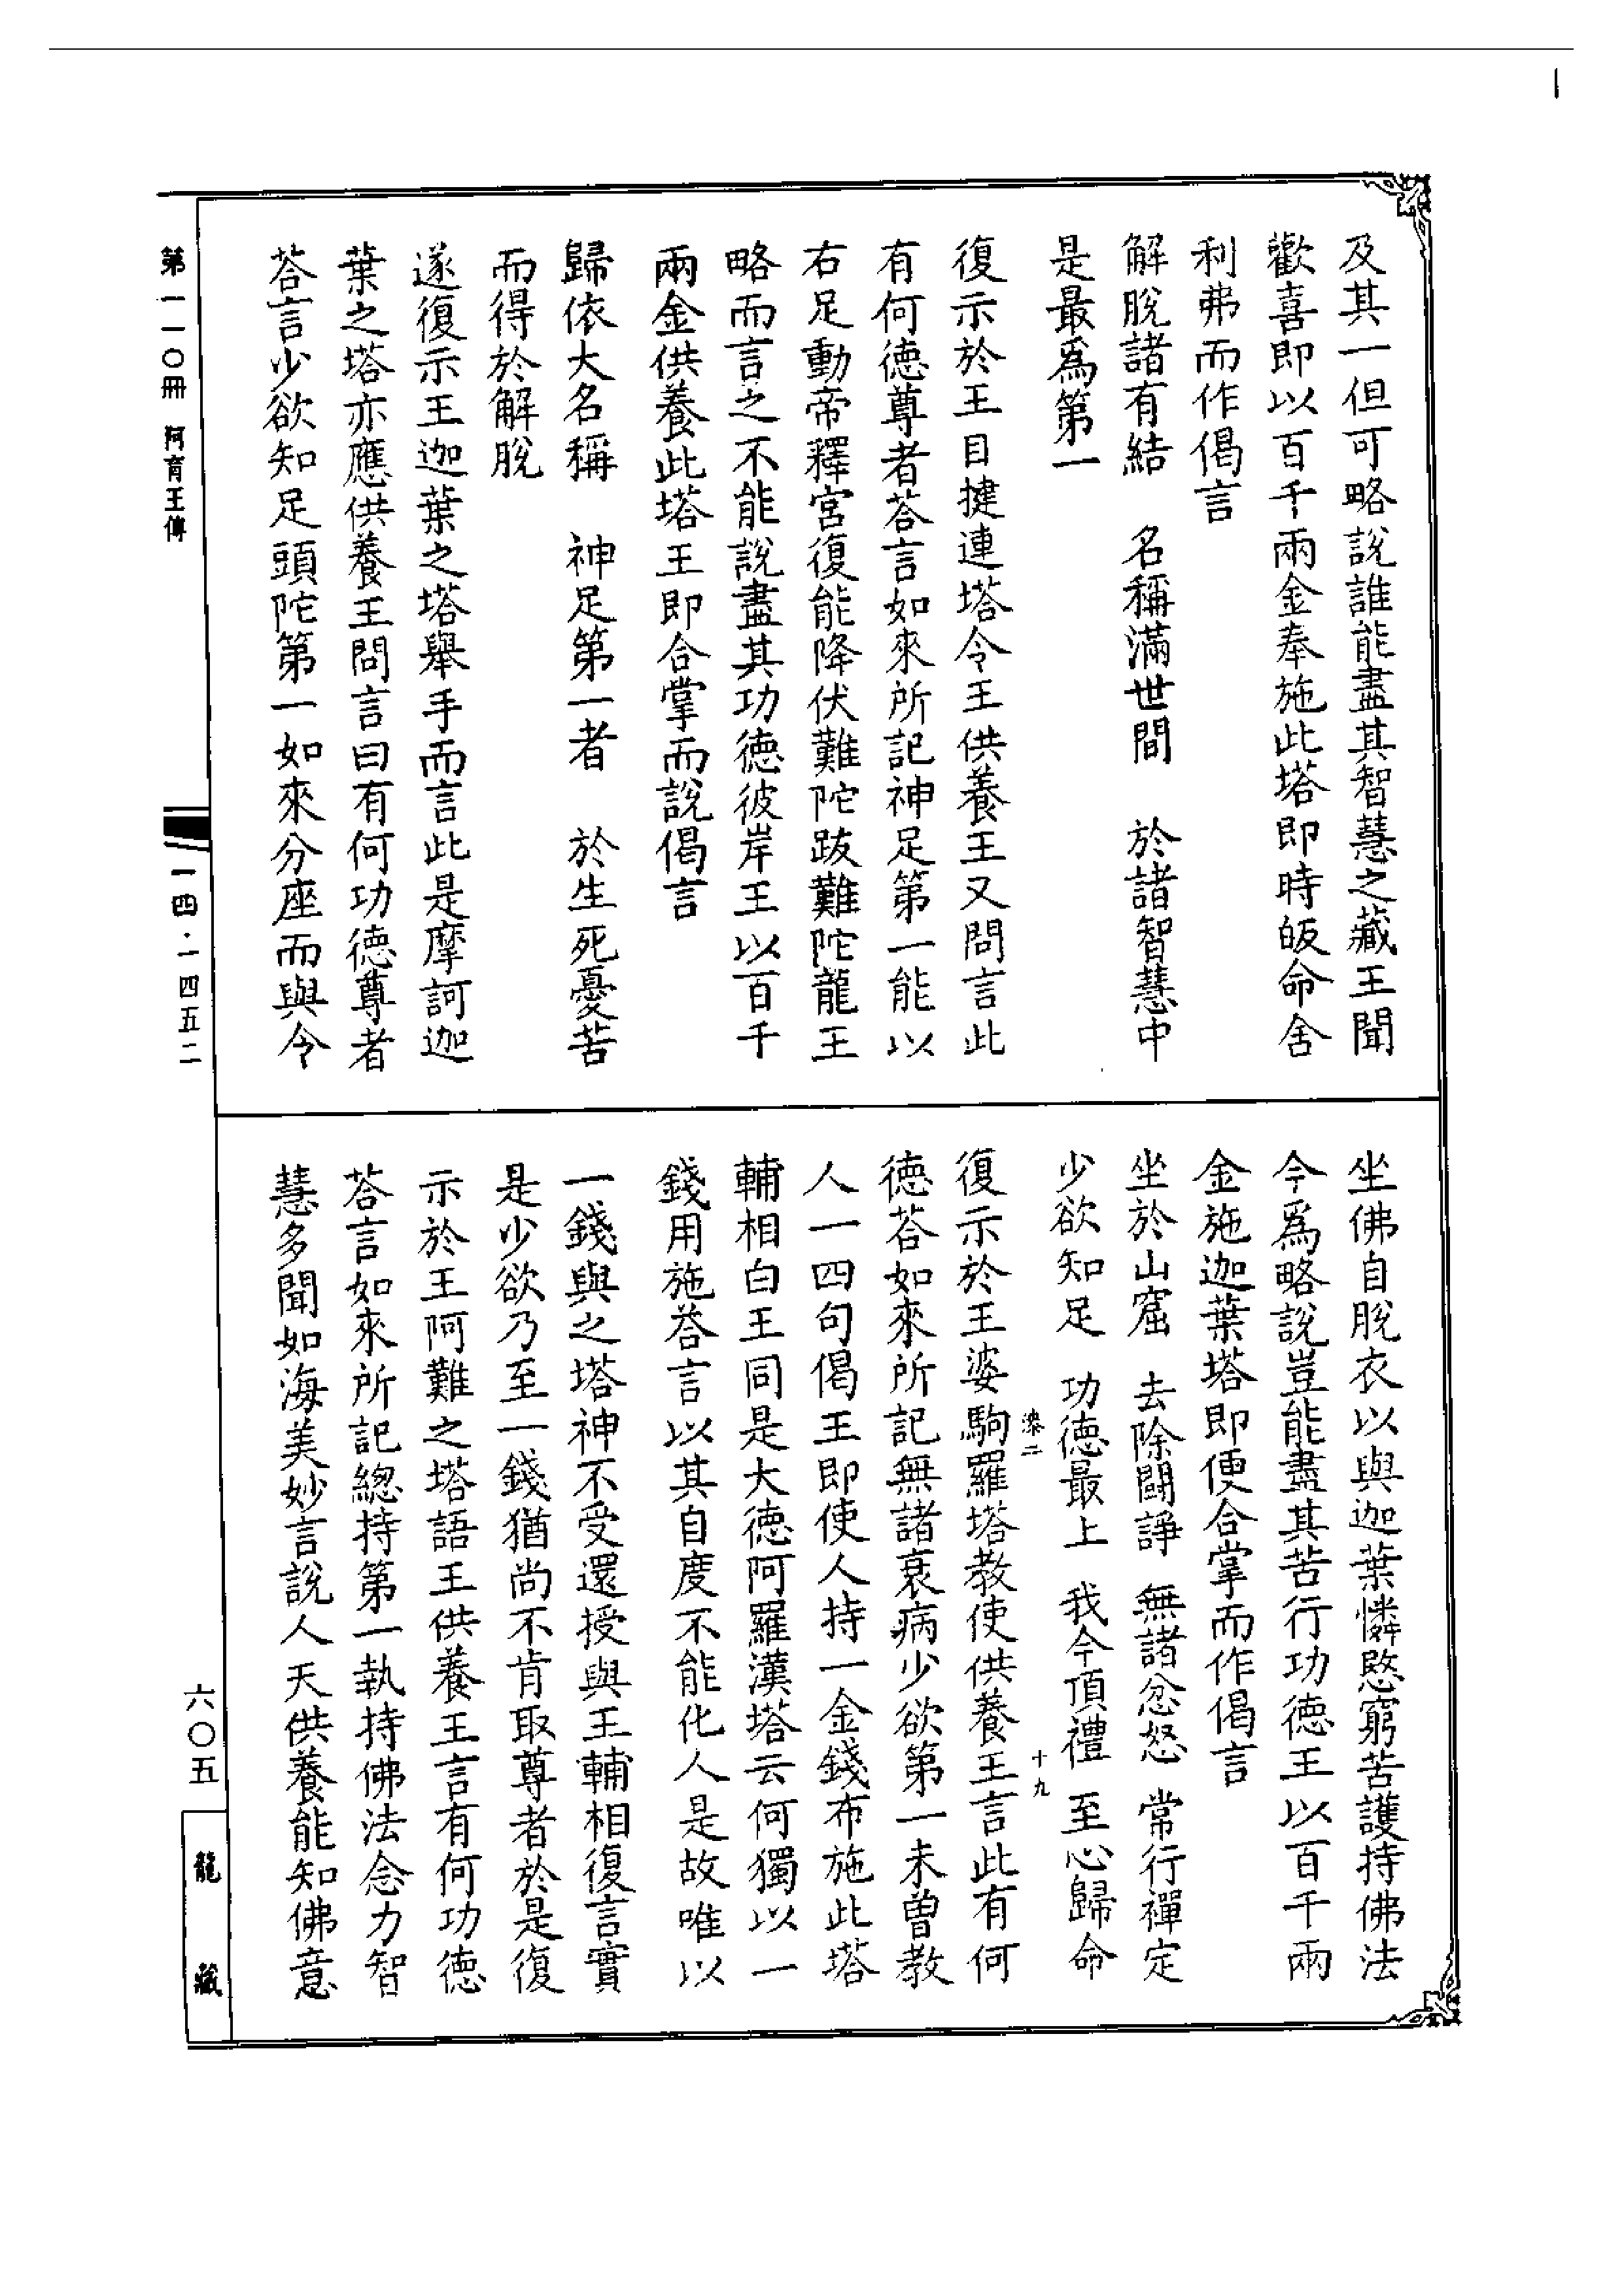 及其一但可略說誰能盡其智慧之藏王聞
歡喜即以百千兩金奉施此塔即時皈命舍
利弗而作偈言
解脫諸有結　名稱滿世間　於諸智慧中
是最為第一
復示於王目揵連塔令王供養王又問言此
有何德尊者荅言如來所記神足第一能以
右足動帝釋宮復能降伏難陀跋難陀龍王
略而言之不能說盡其功德彼岸王以百千
兩金供養此塔王即合掌而說偈言
歸依大名稱　神足第一者　於生死憂苦
而得於解脫
遂復示王迦葉之塔舉手而言此是摩訶迦
葉之塔亦應供養王問言曰有何功德尊者
荅言少欲知足頭陀第一如來分座而與令
坐佛自脫衣以與迦葉憐愍窮苦護持佛法
今為略說豈能盡其苦行功德王以百千兩
金施迦葉塔即便合掌而作偈言
坐於山窟　去除鬪諍　無諸忿怒　常行禪定
少欲知足　功德最上　我今頂禮　至心歸命
染二　十九
復示於王婆駒羅塔教使供養王言此有何
德荅如來所記無諸衰病少欲第一未曾教
人一四句偈王即使人持一金錢布施此塔
輔相白王同是大德阿羅漢塔云何獨以一
錢用施荅言以其自度不能化人是故唯以
一錢與之塔神不受還授與王輔相復言實
是少欲乃至一錢猶尚不肯取尊者於是復
示於王阿難之塔語王供養王言有何功德
荅言如來所記總持第一執持佛法念力智
慧多聞如海美妙言說人天供養能知佛意
第一一〇冊　阿育王傳
一四·一四五二
六〇五
龍藏